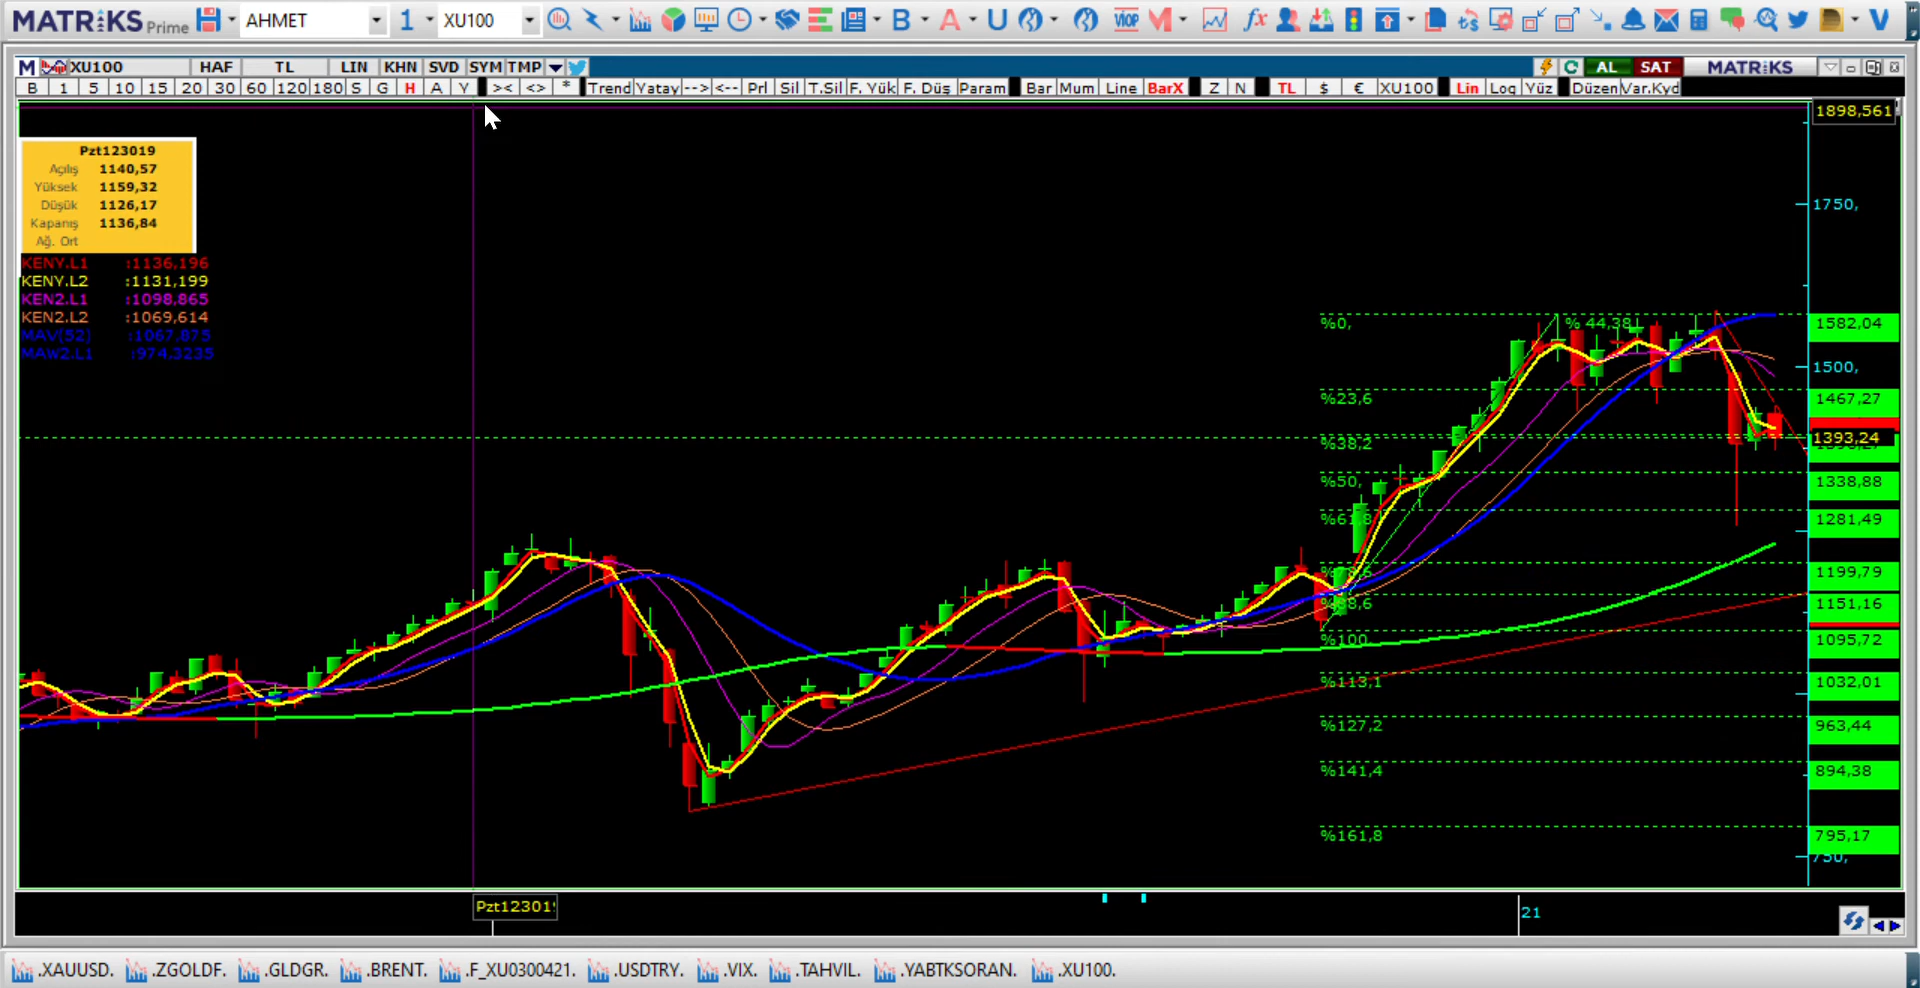 MATRiKS Prime AHMET 1 XU100 B A U VIOP M fx V
M XU100 HAF TL LIN KHN SVD SYM TMP AL SAT MATRiKS
B 1 5 10 15 20 30 60 120 180 S G H A Y >< <> * Trend Yatay --> <-- Prl Sil T.Sil F. Yük F. Düş Param Bar Mum Line BarX Z N TL $ € XU100 Lin Log Yüz Düzen Var.Kyd
1898,561
Pzt123019
Açılış 1140,57
Yüksek 1159,32
Düşük 1126,17
Kapanış 1136,84
Ağ. Ort
KENY.L1 :1136,196
KENY.L2 :1131,199
KEN2.L1 :1098,865
KEN2.L2 :1069,614
MAV(52) :1067,875
MAW2.L1 :974,3235
1750,
%0, % 44,38 1582,04
1500,
%23,6 1467,27
%38,2 1393,24
%50, 1338,88
%61,8 1281,49
1199,79
%88,6 1151,16
%100 1095,72
%113,1 1032,01
%127,2 963,44
%141,4 894,38
%161,8 795,17
750,
Pzt12301
21
.XAUUSD. .ZGOLDF. .GLDGR. .BRENT. .F_XU0300421. .USDTRY. .VIX. .TAHVIL. .YABTKSORAN. .XU100.